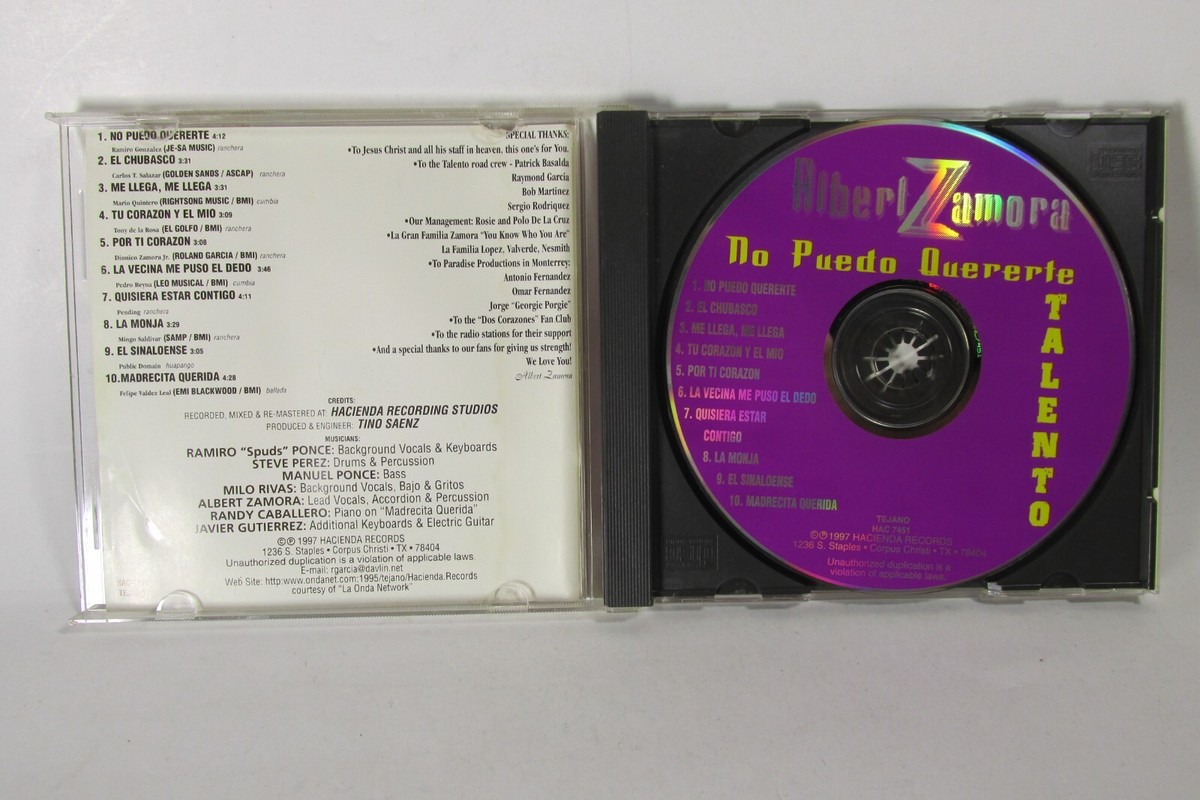 1. NO PUEDO QUERERTE 4:12
Ramiro Gonzalez (JE-SA MUSIC) ranchera
2. EL CHUBASCO 3:31
Carlos T. Salazar (GOLDEN SANDS / ASCAP) ranchera
3. ME LLEGA, ME LLEGA 3:31
Mario Quintero (RIGHTSONG MUSIC / BMI) cumbia
4. TU CORAZON Y EL MIO 3:09
Tony de la Rosa (EL GOLFO / BMI) ranchera
5. POR TI CORAZON 3:08
Dionico Zamora Jr. (ROLAND GARCIA / BMI) ranchera
6. LA VECINA ME PUSO EL DEDO 3:46
Pedro Reyna (LEO MUSICAL / BMI) cumbia
7. QUISIERA ESTAR CONTIGO 4:11
Pending ranchera
8. LA MONJA 3:29
Mingo Saldivar (SAMP / BMI) ranchera
9. EL SINALOENSE 3:05
Public Domain huapango
10.MADRECITA QUERIDA 4:28
Felipe Valdez Leal (EMI BLACKWOOD / BMI) ballada
SPECIAL THANKS:
•To Jesus Christ and all his staff in heaven, this one's for You.
•To the Talento road crew - Patrick Basalda
Raymond Garcia
Bob Martinez
Sergio Rodriquez
•Our Management: Rosie and Polo De La Cruz
•La Gran Familia Zamora "You Know Who You Are"
La Familia Lopez, Valverde, Nesmith
•To Paradise Productions in Monterrey:
Antonio Fernandez
Omar Fernandez
Jorge "Georgie Porgie"
•To the "Dos Corazones" Fan Club
•To the radio stations for their support
•And a special thanks to our fans for giving us strength!
We Love You!
Albert Zamora
CREDITS:
RECORDED, MIXED & RE-MASTERED AT: HACIENDA RECORDING STUDIOS
PRODUCED & ENGINEER: TINO SAENZ
MUSICIANS:
RAMIRO "Spuds" PONCE: Background Vocals & Keyboards
STEVE PEREZ: Drums & Percussion
MANUEL PONCE: Bass
MILO RIVAS: Background Vocals, Bajo & Gritos
ALBERT ZAMORA: Lead Vocals, Accordion & Percussion
RANDY CABALLERO: Piano on "Madrecita Querida"
JAVIER GUTIERREZ: Additional Keyboards & Electric Guitar
©℗ 1997 HACIENDA RECORDS
1236 S. Staples • Corpus Christi • TX • 78404
Unauthorized duplication is a violation of applicable laws.
E-mail: rgarcia@davlin.net
Web Site: http:www.ondanet.com:1995/tejano/Hacienda.Records
courtesy of "La Onda Network"
Albert Zamora
No Puedo Quererte
TALENTO
1. NO PUEDO QUERENTE
2. EL CHUBASCO
3. ME LLEGA, ME LLEGA
4. TU CORAZON Y EL MIO
5. POR TI CORAZON
6. LA VECINA ME PUSO EL DEDO
7. QUISIERA ESTAR
CONTIGO
8. LA MONJA
9. EL SINALOENSE
10. MADRECITA QUERIDA
TEJANO
HAC 7451
©℗ 1997 HACIENDA RECORDS
1236 S. Staples • Corpus Christi • TX • 78404
Unauthorized duplication is a
violation of applicable laws.